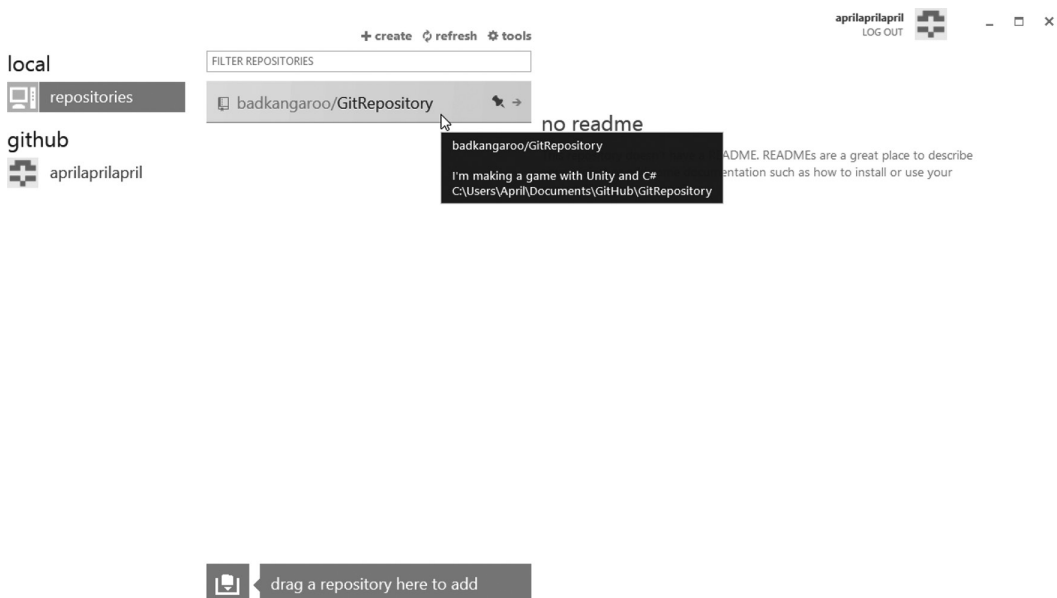 aprilaprilapril
LOG OUT
create refresh tools
local
FILTER REPOSITORIES
repositories
badkangaroo/GitRepository
no readme
github
badkangaroo/GitRepository
ADME. READMEs are a great place to describe
I'm making a game with Unity and C#
entation such as how to install or use your
aprilaprilapril
C:\Users\April\Documents\GitHub\GitRepository
drag a repository here to add